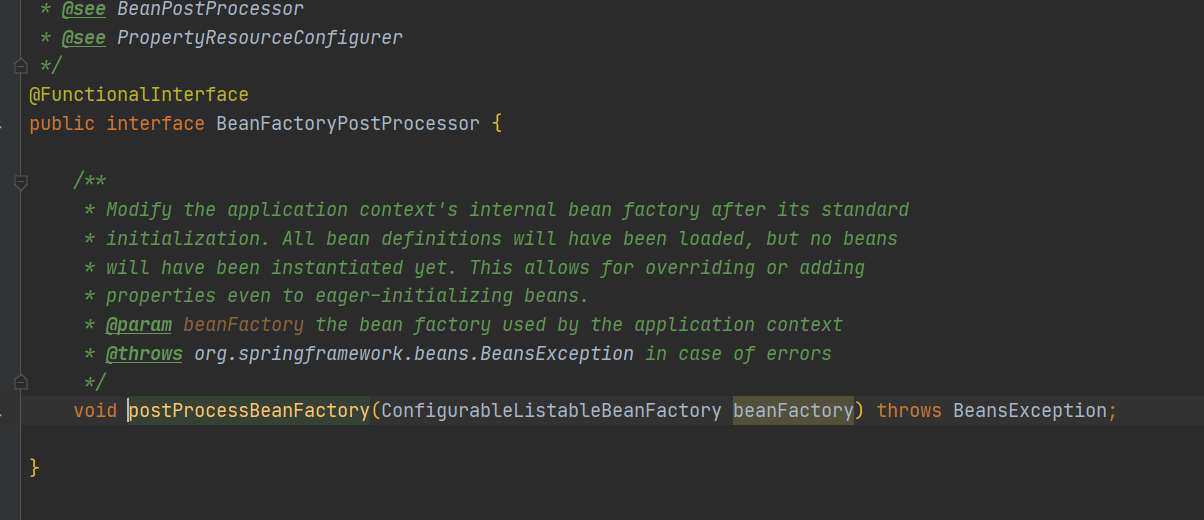 * @see BeanPostProcessor
* @see PropertyResourceConfigurer
*/
@FunctionalInterface
public interface BeanFactoryPostProcessor {
/**
* Modify the application context's internal bean factory after its standard
* initialization. All bean definitions will have been loaded, but no beans
* will have been instantiated yet. This allows for overriding or adding
* properties even to eager-initializing beans.
* @param beanFactory the bean factory used by the application context
* @throws org.springframework.beans.BeansException in case of errors
*/
void postProcessBeanFactory(ConfigurableListableBeanFactory beanFactory) throws BeansException;
}